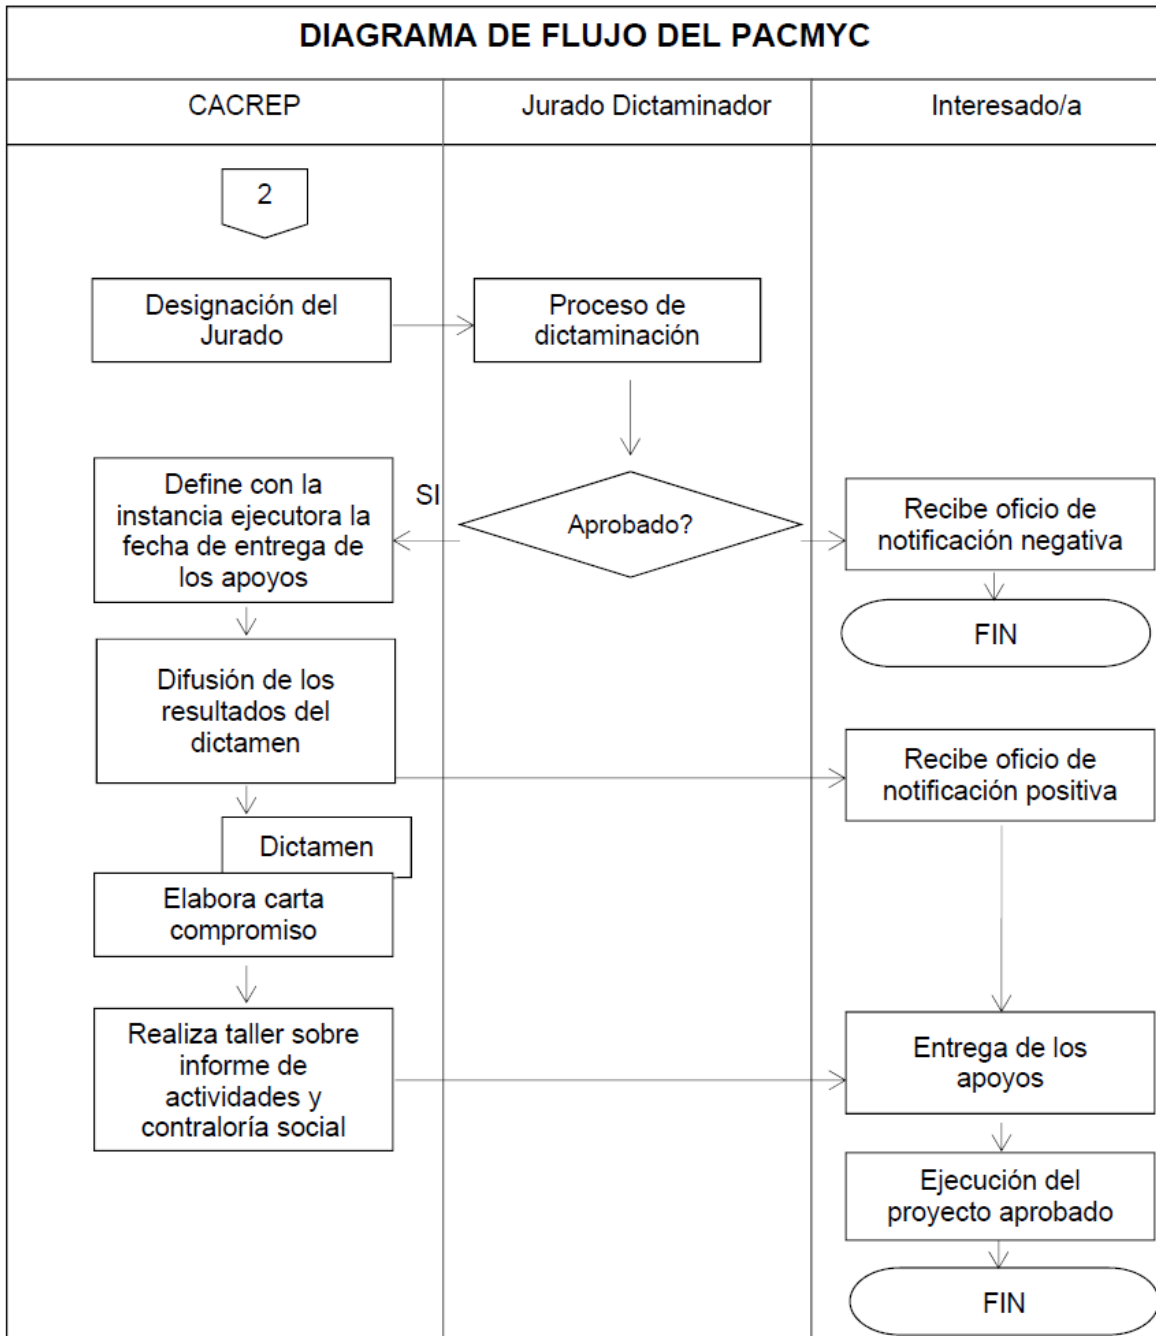 DIAGRAMA DE FLUJO DEL PACMYC
CACREP
Jurado Dictaminador
Interesado/a
2
Designación del
Jurado
Proceso de
dictaminación
Define con la
instancia ejecutora la
fecha de entrega de
los apoyos
SI
Aprobado?
Recibe oficio de
notificación negativa
FIN
Difusión de los
resultados del
dictamen
Recibe oficio de
notificación positiva
Dictamen
Elabora carta
compromiso
Realiza taller sobre
informe de
actividades y
contraloría social
Entrega de los
apoyos
Ejecución del
proyecto aprobado
FIN